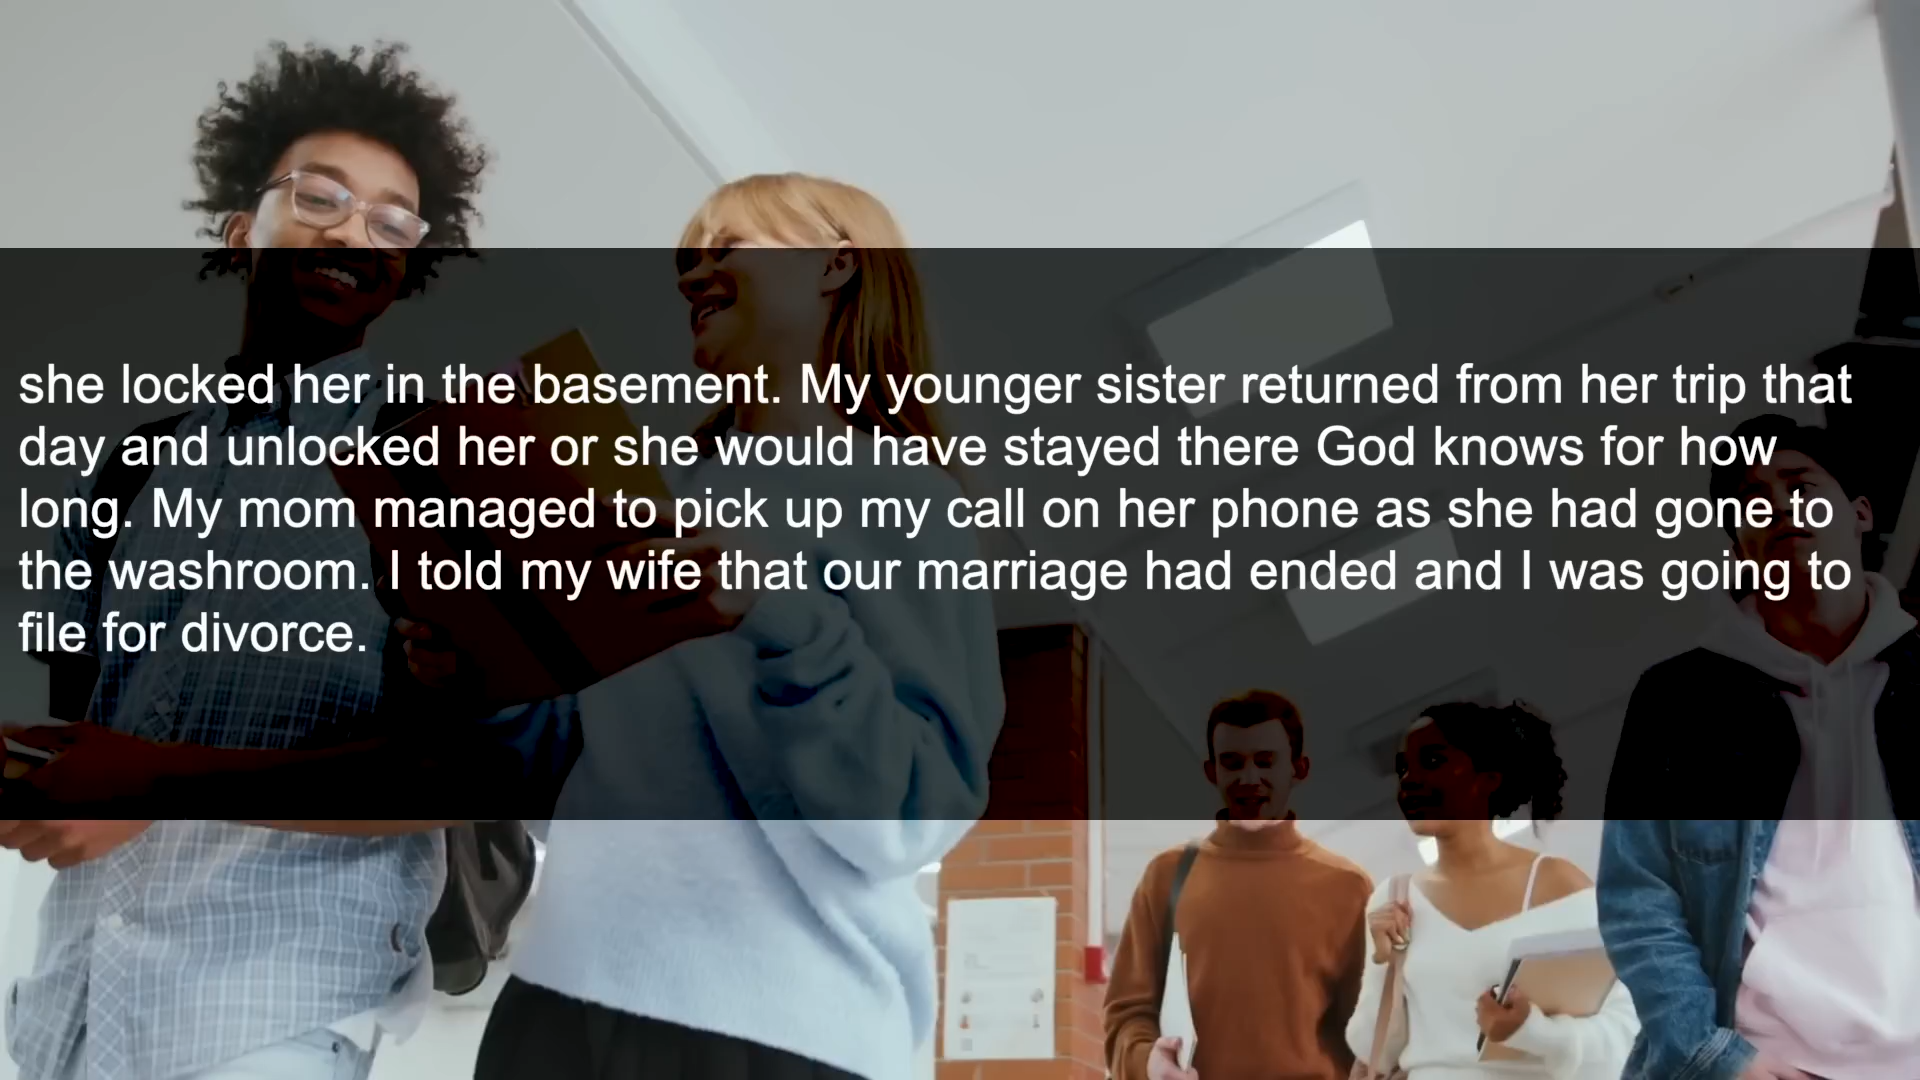 she locked her in the basement. My younger sister returned from her trip that
day and unlocked her or she would have stayed there God knows for how
long. My mom managed to pick up my call on her phone as she had gone to
the washroom. I told my wife that our marriage had ended and I was going to
file for divorce.